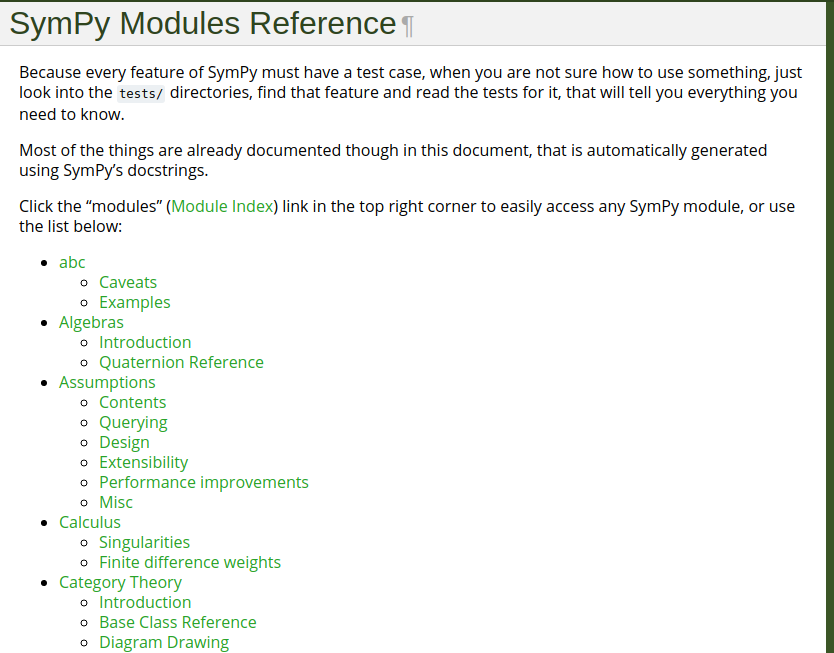 SymPy Modules Reference¶
Because every feature of SymPy must have a test case, when you are not sure how to use something, just
look into the tests/ directories, find that feature and read the tests for it, that will tell you everything you
need to know.
Most of the things are already documented though in this document, that is automatically generated
using SymPy’s docstrings.
Click the “modules” (Module Index) link in the top right corner to easily access any SymPy module, or use
the list below:
• abc
◦ Caveats
◦ Examples
• Algebras
◦ Introduction
◦ Quaternion Reference
• Assumptions
◦ Contents
◦ Querying
◦ Design
◦ Extensibility
◦ Performance improvements
◦ Misc
• Calculus
◦ Singularities
◦ Finite difference weights
• Category Theory
◦ Introduction
◦ Base Class Reference
◦ Diagram Drawing